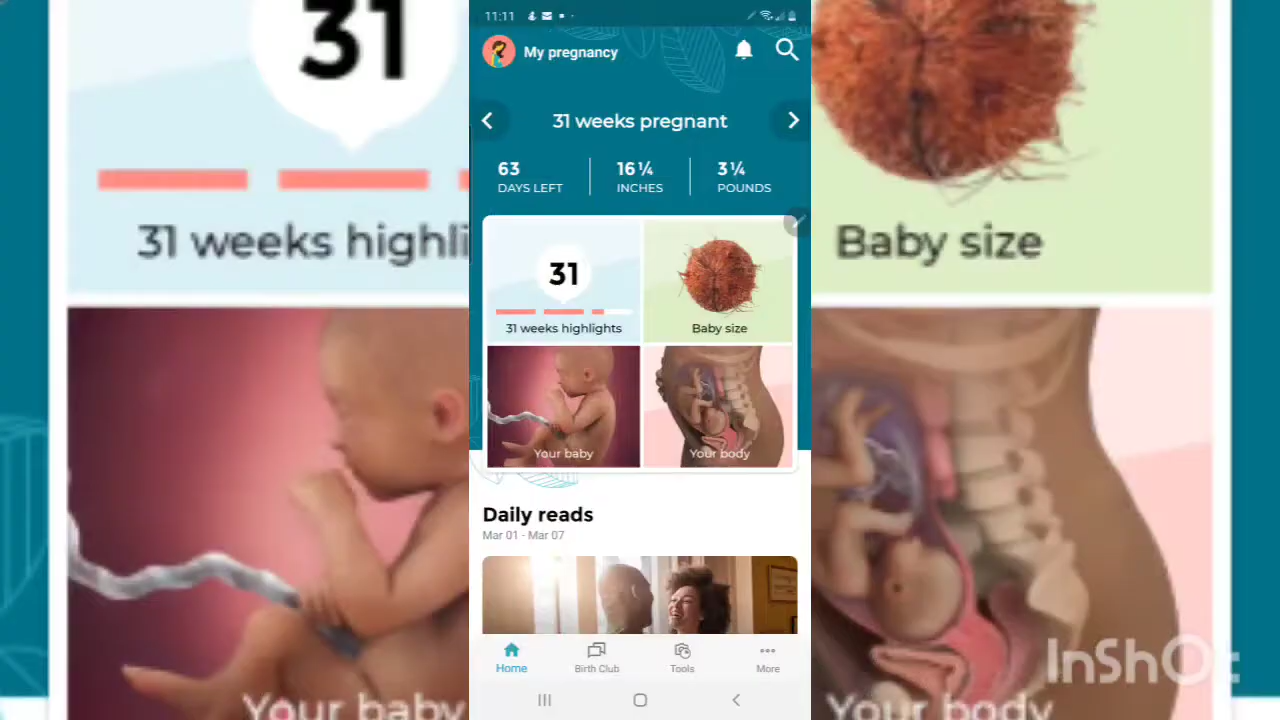 11:11
My pregnancy
31 weeks pregnant
63
DAYS LEFT
16 ¼
INCHES
3 ¼
POUNDS
31
31 weeks highlights
Baby size
Your baby
Your body
Daily reads
Mar 01 - Mar 07
Home
Birth Club
Tools
More
31
31 weeks highli
Baby size
Your baby
Your body
InShOt